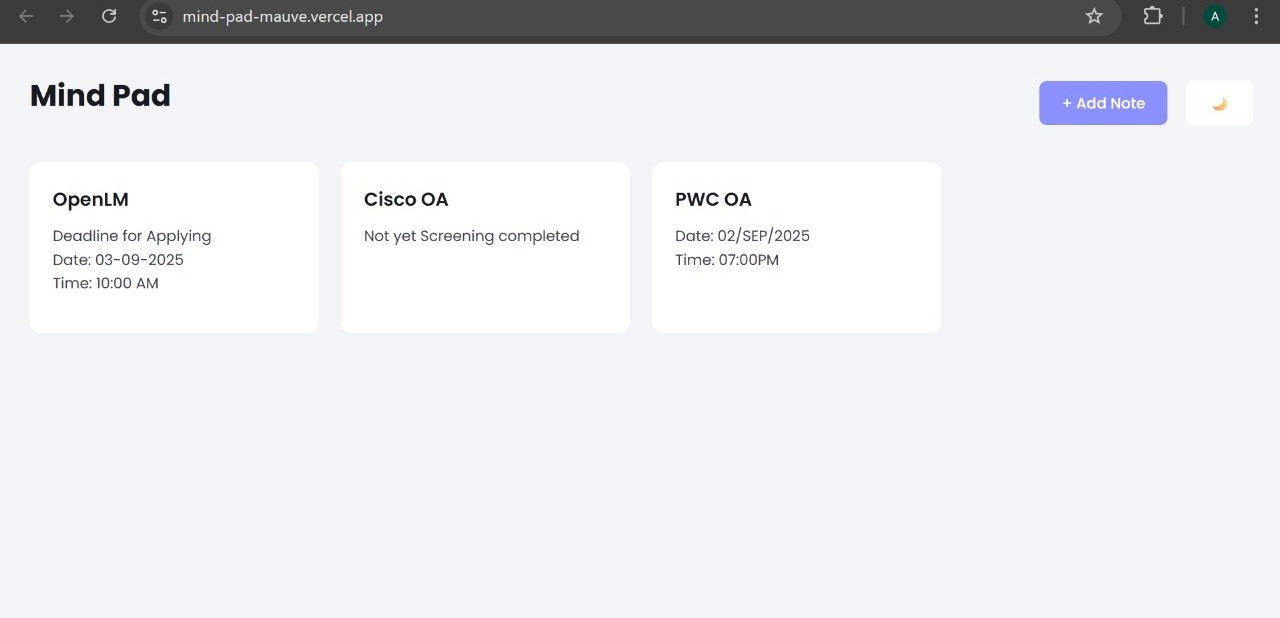 mind-pad-mauve.vercel.app
A
Mind Pad
+ Add Note
OpenLM
Deadline for Applying
Date: 03-09-2025
Time: 10:00 AM
Cisco OA
Not yet Screening completed
PWC OA
Date: 02/SEP/2025
Time: 07:00PM